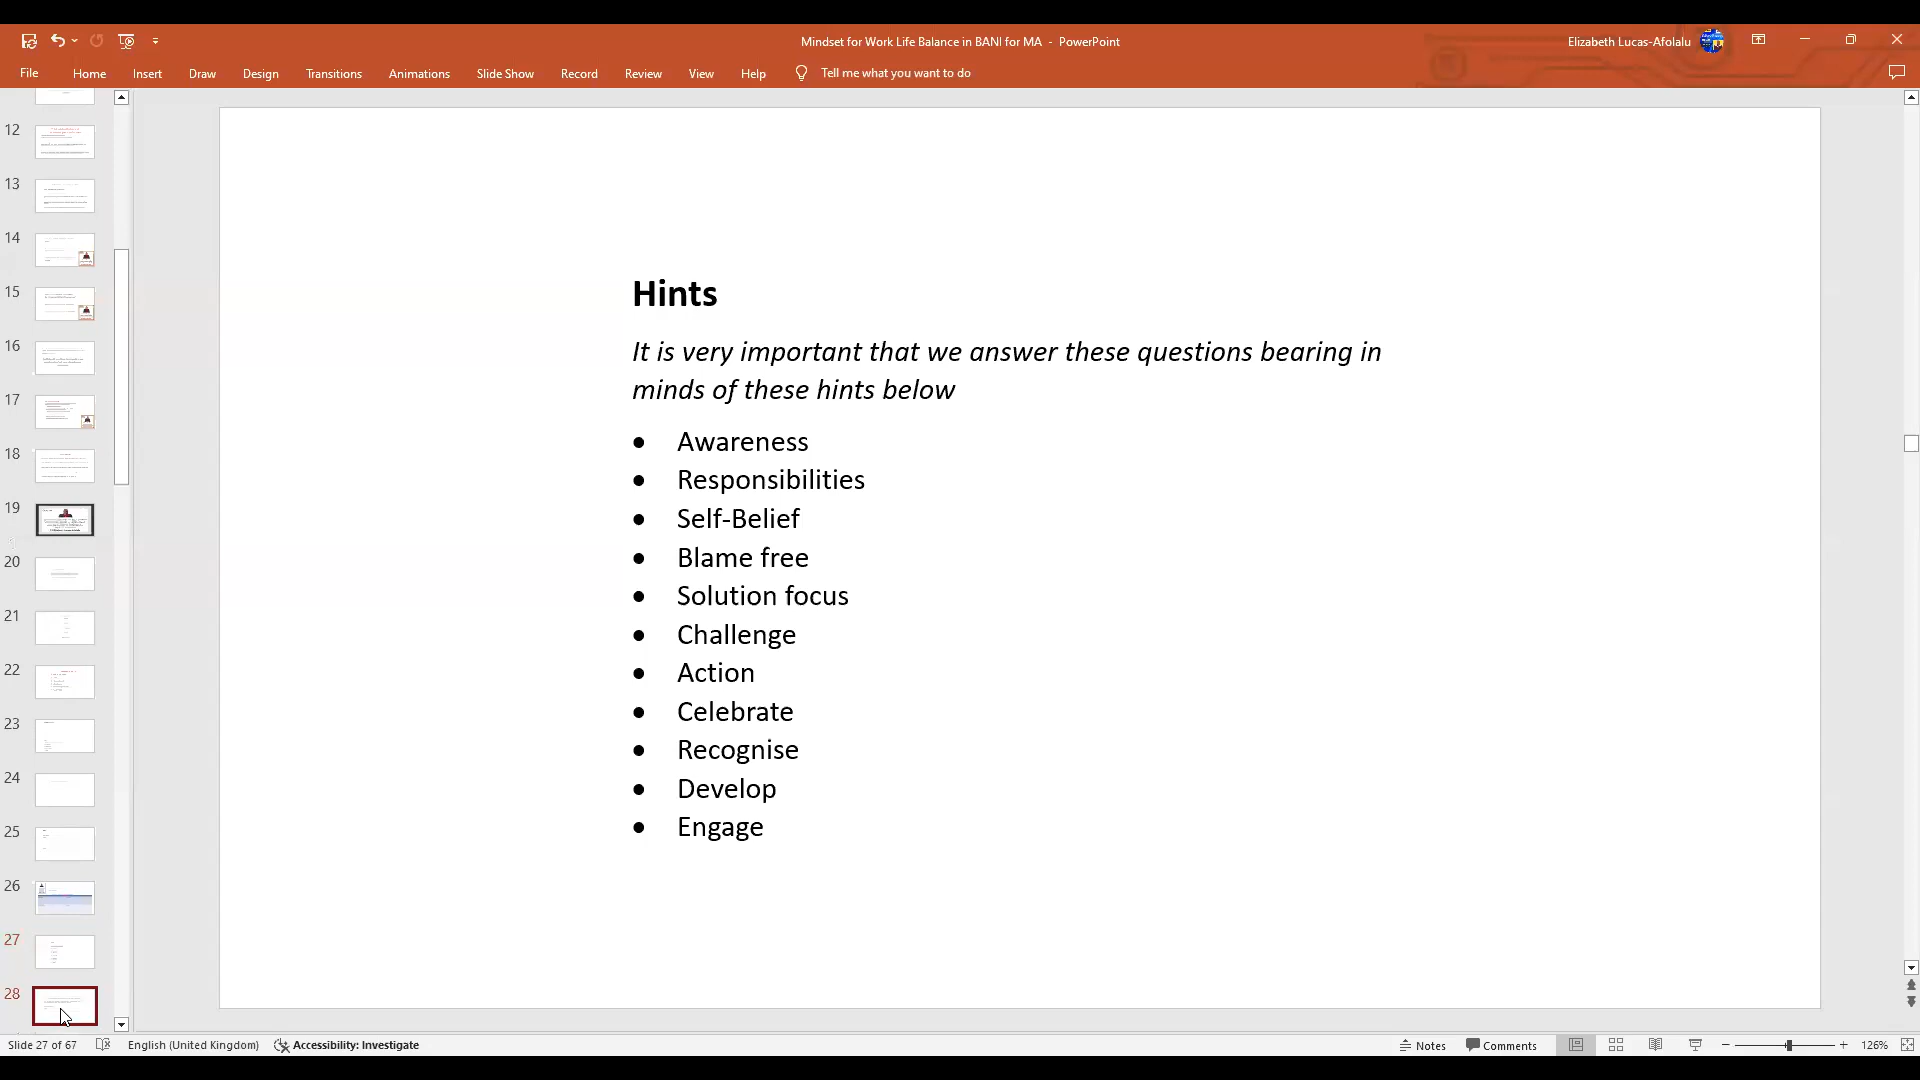 Mindset for Work Life Balance in BANI for MA - PowerPoint
Elizabeth Lucas-Afolalu
File Home Insert Draw Design Transitions Animations Slide Show Record Review View Help Tell me what you want to do
12
13
14
15
16
17
18
19
20
21
22
23
24
25
26
27
28
Hints
It is very important that we answer these questions bearing in
minds of these hints below
• Awareness
• Responsibilities
• Self-Belief
• Blame free
• Solution focus
• Challenge
• Action
• Celebrate
• Recognise
• Develop
• Engage
Slide 27 of 67 English (United Kingdom) Accessibility: Investigate Notes Comments 126%